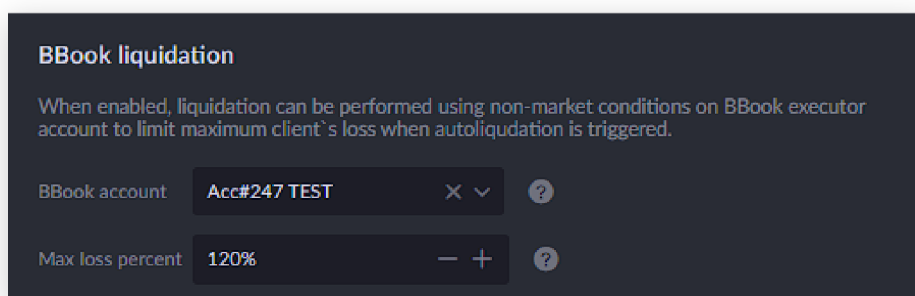 BBook liquidation
When enabled, liquidation can be performed using non-market conditions on BBook executor
account to limit maximum client`s loss when autoliqudation is triggered.
BBook account Acc#247 TEST ?
Max loss percent 120% ?